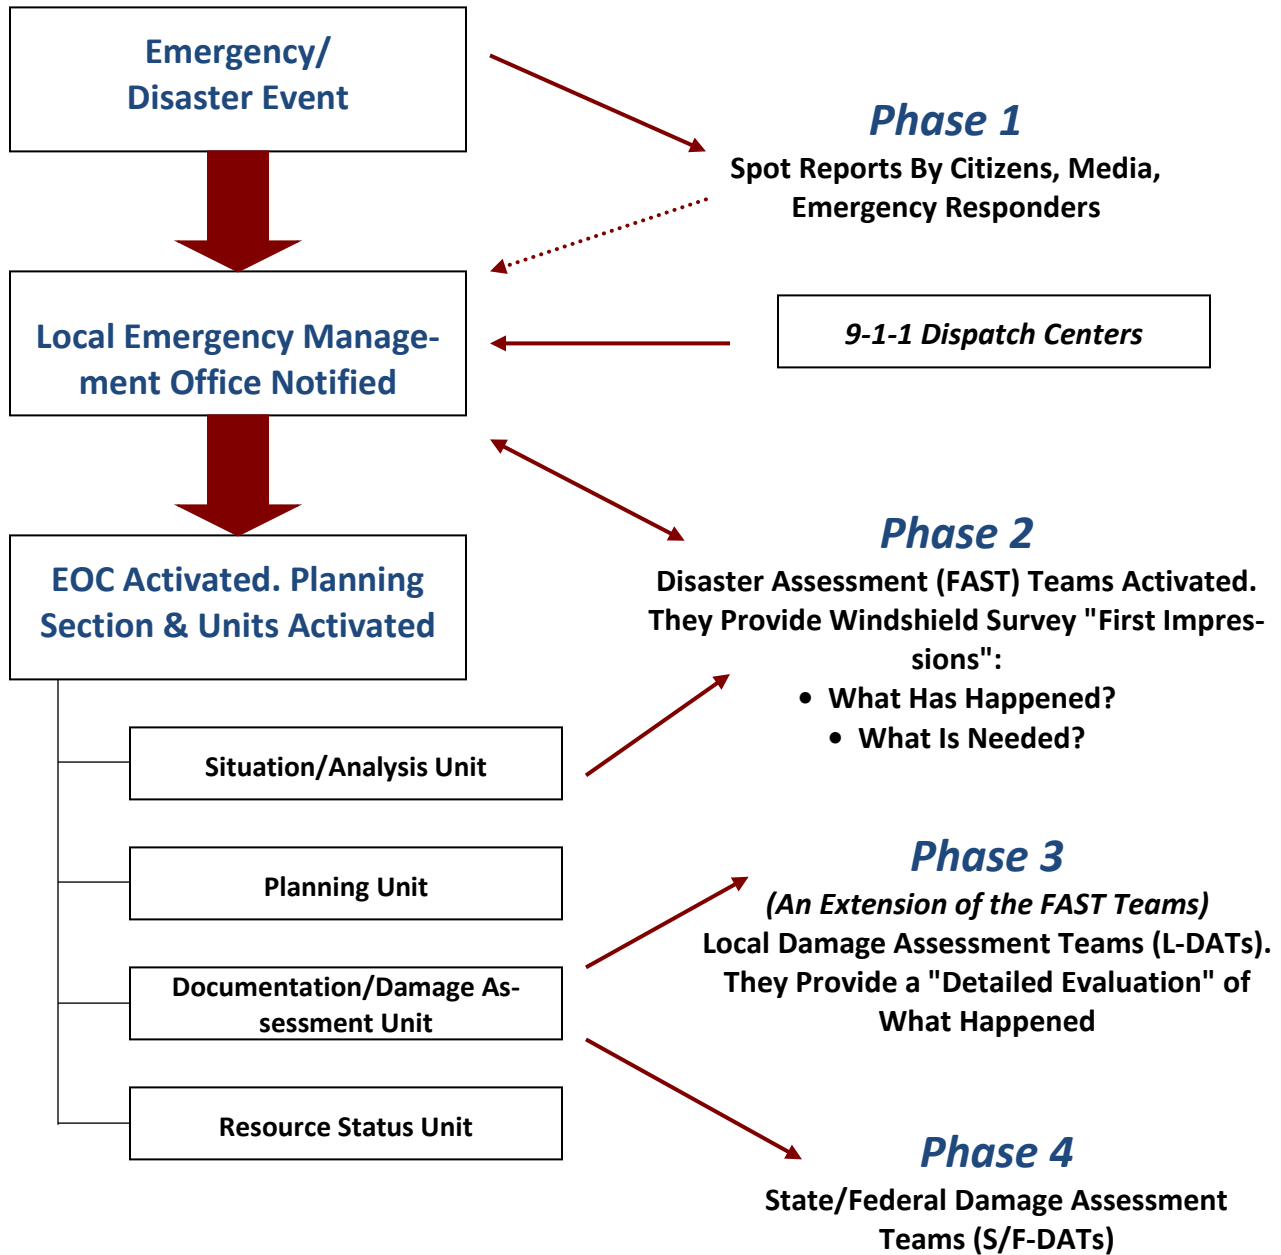 Emergency/
Disaster Event
Phase 1
Spot Reports By Citizens, Media,
Emergency Responders
Local Emergency Manage-
ment Office Notified
9-1-1 Dispatch Centers
EOC Activated. Planning
Section & Units Activated
Phase 2
Disaster Assessment (FAST) Teams Activated.
They Provide Windshield Survey "First Impres-
sions":
• What Has Happened?
• What Is Needed?
Situation/Analysis Unit
Planning Unit
Documentation/Damage As-
sessment Unit
Resource Status Unit
Phase 3
(An Extension of the FAST Teams)
Local Damage Assessment Teams (L-DATs).
They Provide a "Detailed Evaluation" of
What Happened
Phase 4
State/Federal Damage Assessment
Teams (S/F-DATs)